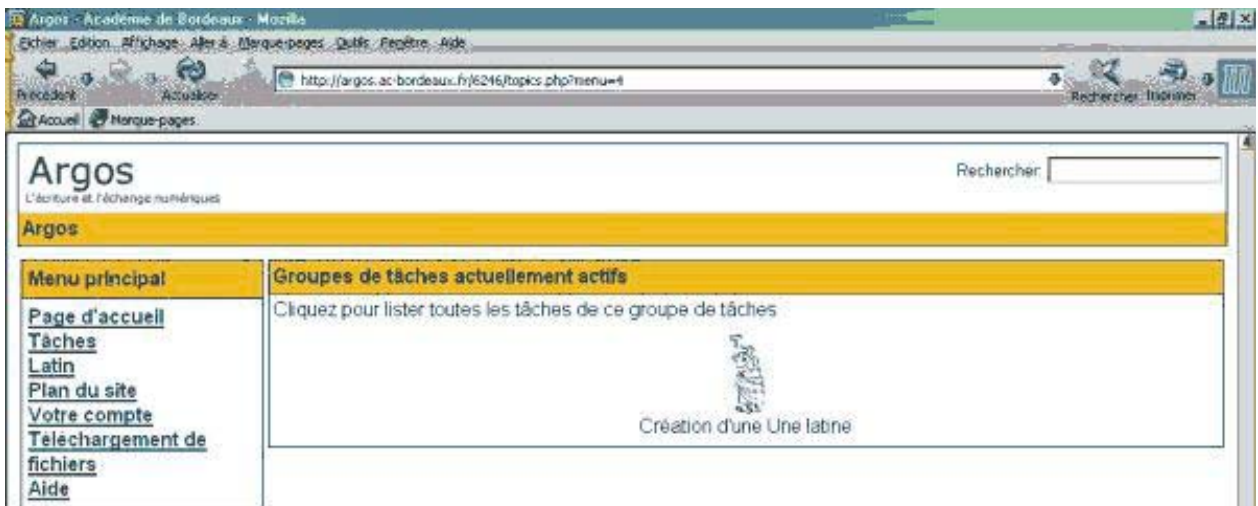 Argos - Académie de Bordeaux - Mozilla
Fichier Edition Affichage Aller à Marque-pages Outils Fenêtre Aide
http://argos.ac-bordeaux.fr/6246/topics.php?menu=4
Précédent Actualiser Rechercher Imprimer
Accueil Marque-pages
Argos
Rechercher
L'écriture et l'échange numériques
Argos
Menu principal
Page d'accueil
Tâches
Latin
Plan du site
Votre compte
Téléchargement de
fichiers
Aide
Groupes de tâches actuellement actifs
Cliquez pour lister toutes les tâches de ce groupe de tâches
Création d'une Une latine